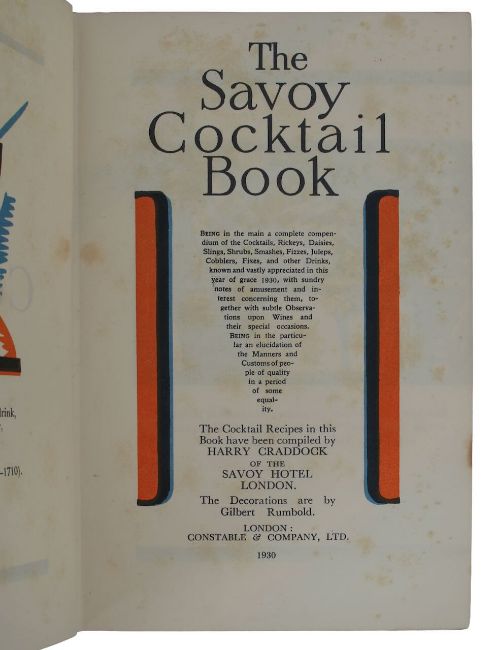 The
Savoy
Cocktail
Book
BEING in the main a complete compen-
dium of the Cocktails, Rickeys, Daisies,
Slings, Shrubs, Smashes, Fizzes, Juleps,
Cobblers, Fixes, and other Drinks,
known and vastly appreciated in this
year of grace 1930, with sundry
notes of amusement and in-
terest concerning them, to-
gether with subtle Observa-
tions upon Wines and
their special occasions.
BEING in the particu-
lar an elucidation of
the Manners and
Customs of peo-
ple of quality
in a period
of some
equal-
ity.
The Cocktail Recipes in this
Book have been compiled by
HARRY CRADDOCK
OF THE
SAVOY HOTEL
LONDON.
The Decorations are by
Gilbert Rumbold.
LONDON :
CONSTABLE & COMPANY, LTD.
1930
drink,
–1710).